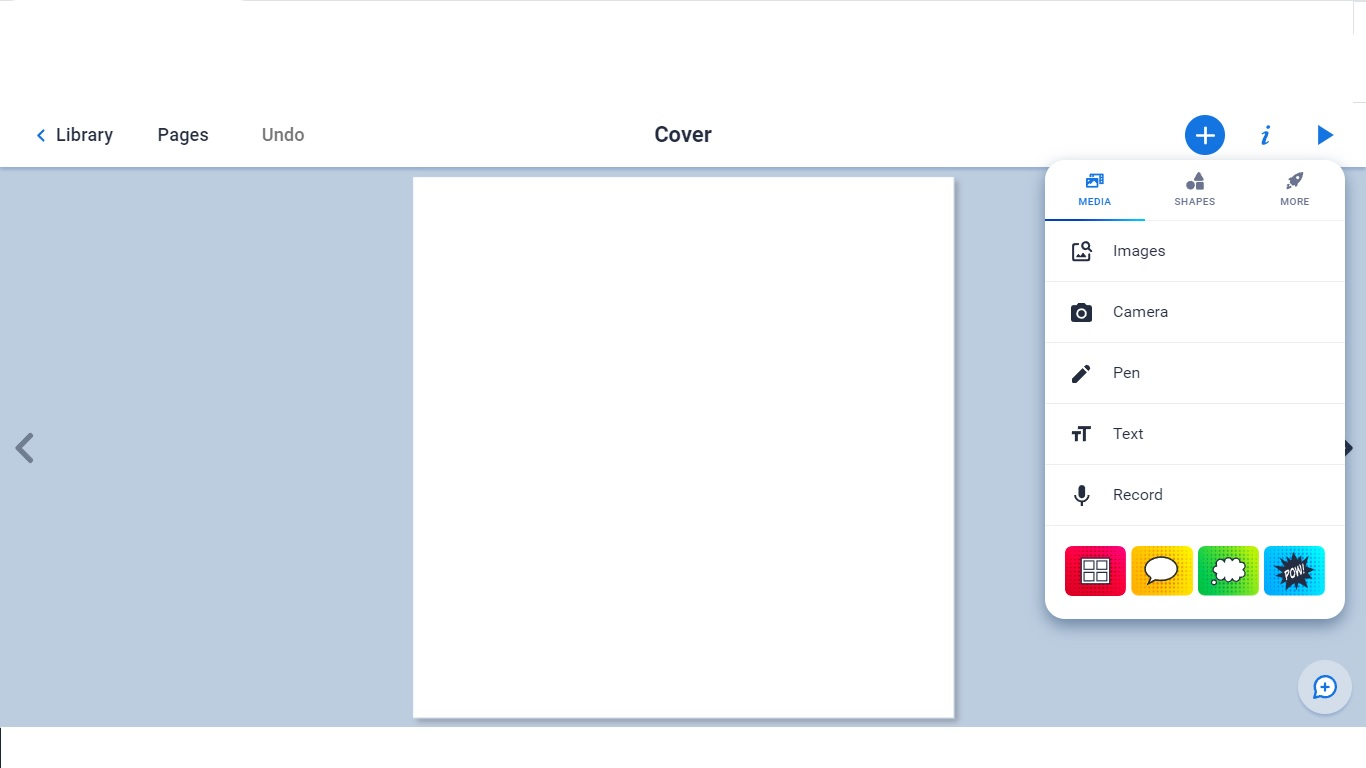 Library Pages Undo Cover
MEDIA SHAPES MORE
Images
Camera
Pen
Text
Record
POW!